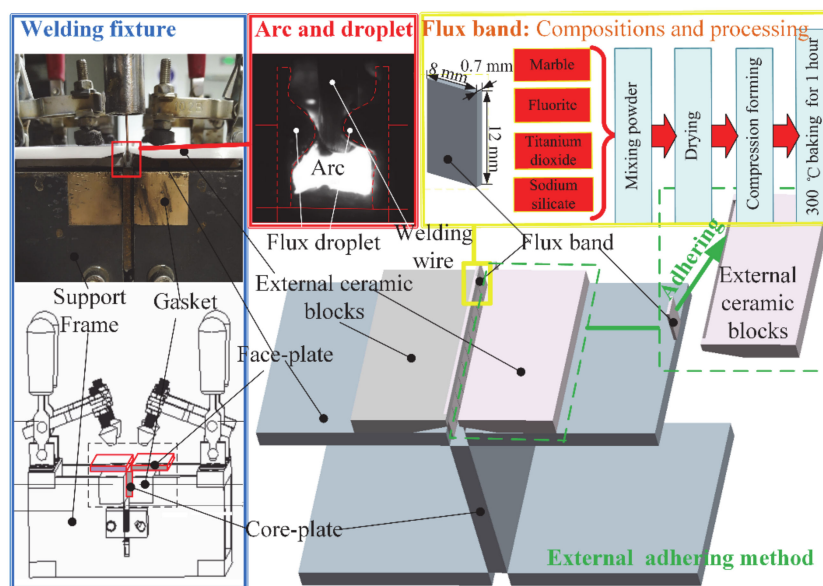 Welding fixture
Arc and droplet
Flux band: Compositions and processing
8 mm
0.7 mm
12 mm
Marble
Fluorite
Titanium
dioxide
Sodium
silicate
Mixing powder
Drying
Compression forming
300 ℃ baking for 1 hour
Arc
Flux droplet
Welding
wire
Flux band
Adhering
External
ceramic
blocks
External ceramic
blocks
Support
Frame
Gasket
Face-plate
Core-plate
External adhering method